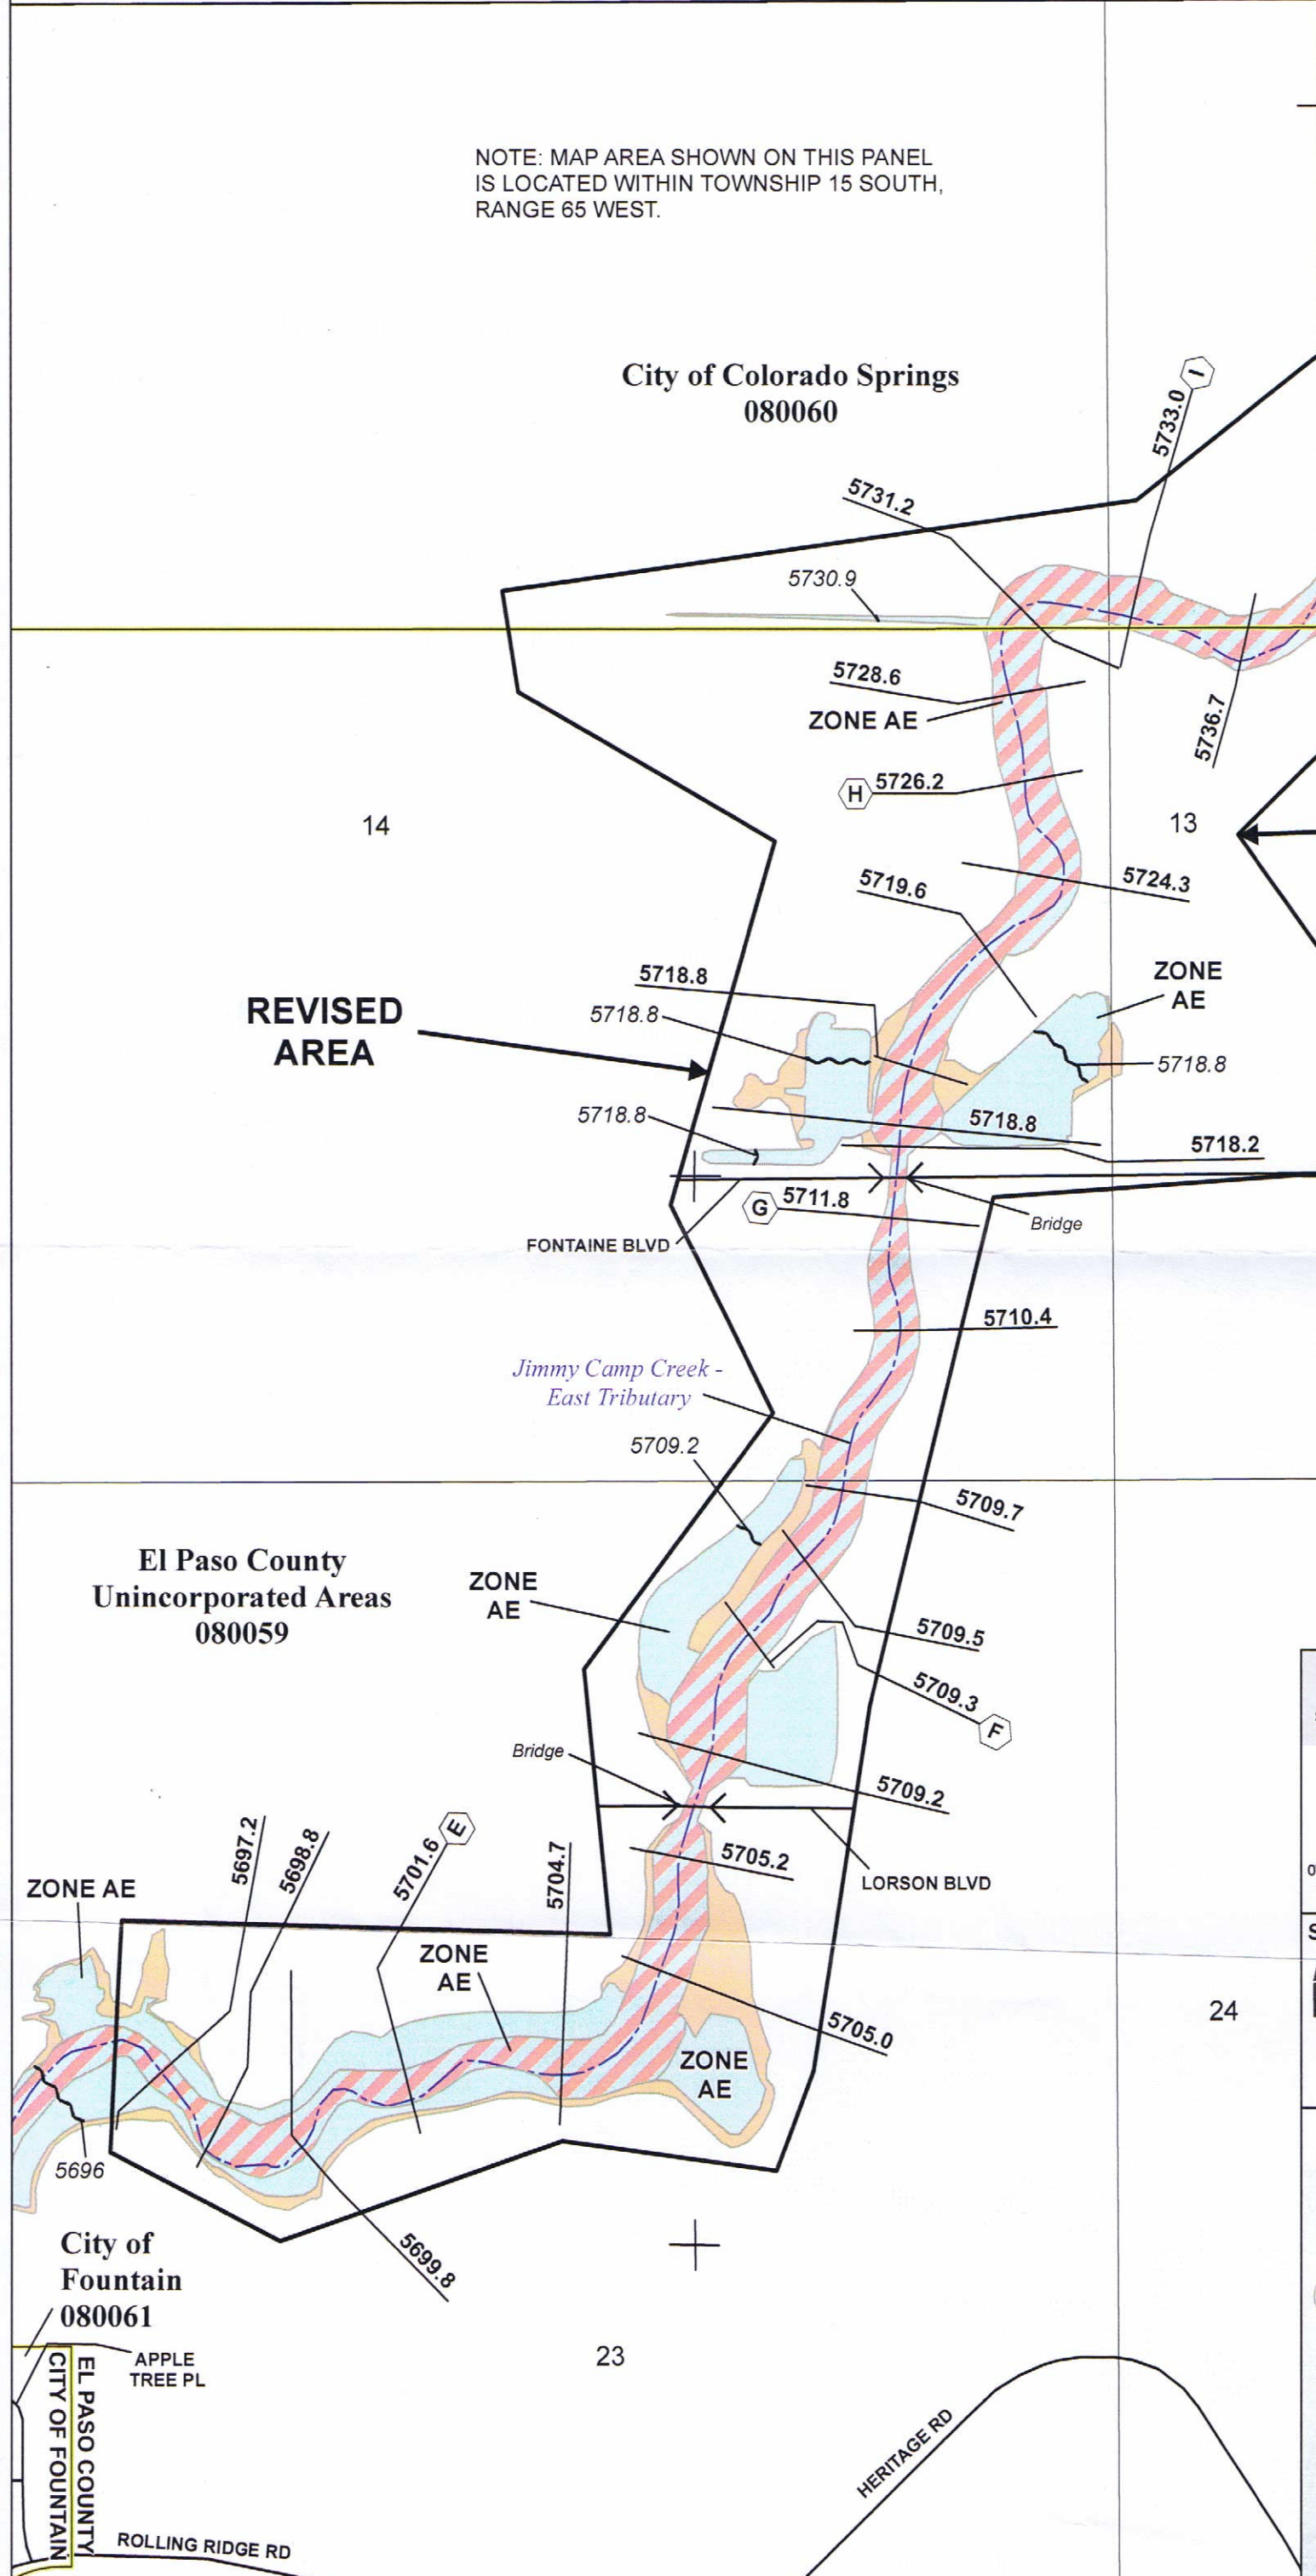 NOTE: MAP AREA SHOWN ON THIS PANEL
IS LOCATED WITHIN TOWNSHIP 15 SOUTH,
RANGE 65 WEST.
City of Colorado Springs
080060
I
5733.0
5731.2
5730.9
5728.6
ZONE AE
5736.7
H 5726.2
14
13
5724.3
5719.6
ZONE
AE
5718.8
5718.8
REVISED
AREA
5718.8
5718.8
5718.8
5718.2
G 5711.8
Bridge
FONTAINE BLVD
5710.4
Jimmy Camp Creek -
East Tributary
5709.2
5709.7
El Paso County
Unincorporated Areas
080059
ZONE
AE
5709.5
5709.3
F
Bridge
5709.2
5697.2
5698.8
5701.6
E
5704.7
5705.2
LORSON BLVD
ZONE AE
ZONE
AE
24
5705.0
ZONE
AE
5696
City of
Fountain
080061
5699.8
APPLE
TREE PL
23
EL PASO COUNTY
CITY OF FOUNTAIN
HERITAGE RD
ROLLING RIDGE RD